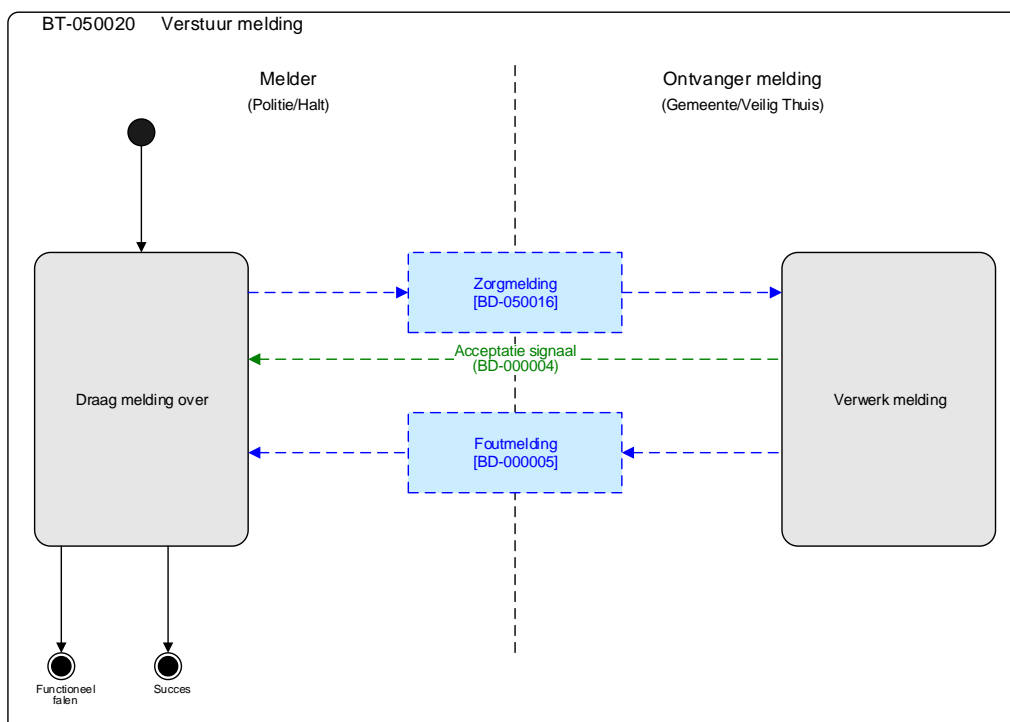 BT-050020 Verstuur melding
Melder
(Politie/Halt)
Ontvanger melding
(Gemeente/Veilig Thuis)
Zorgmelding
[BD-050016]
Acceptatie signaal
(BD-000004)
Draag melding over
Verwerk melding
Foutmelding
[BD-000005]
Functioneel
falen
Succes